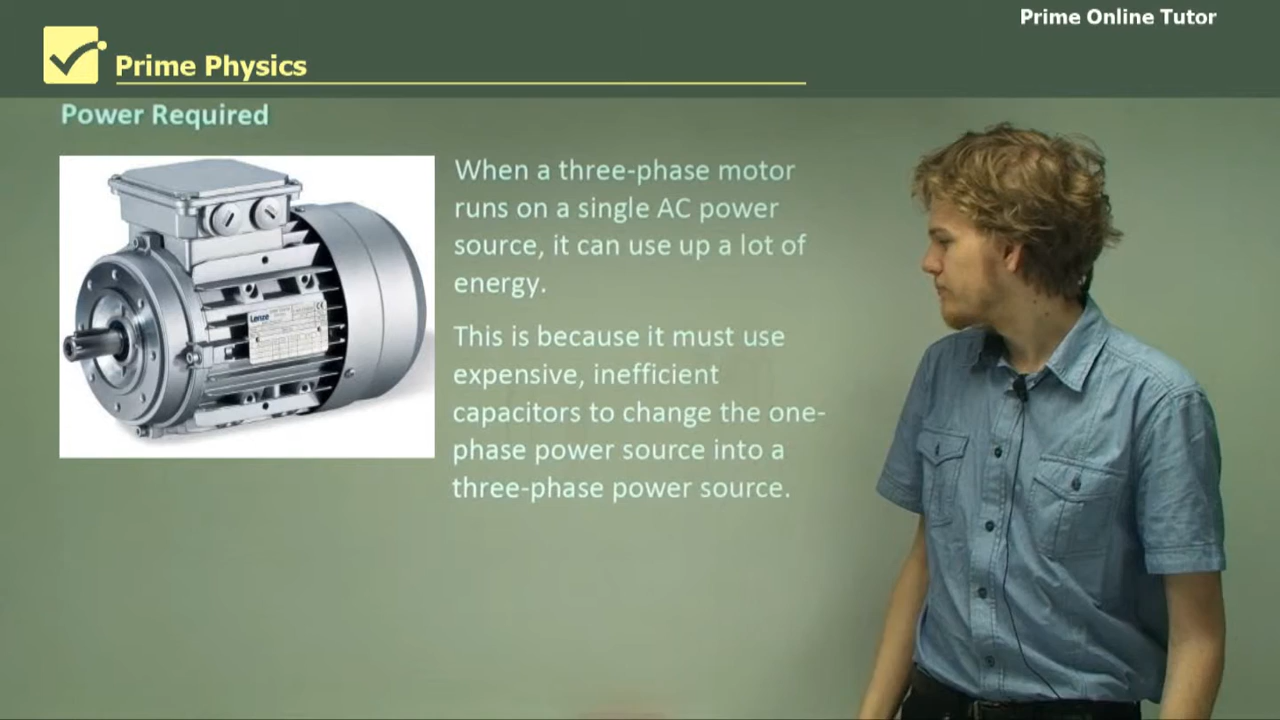 Prime Online Tutor
Prime Physics
Power Required
When a three-phase motor
runs on a single AC power
source, it can use up a lot of
energy.
This is because it must use
expensive, inefficient
capacitors to change the one-
phase power source into a
three-phase power source.
Lenze